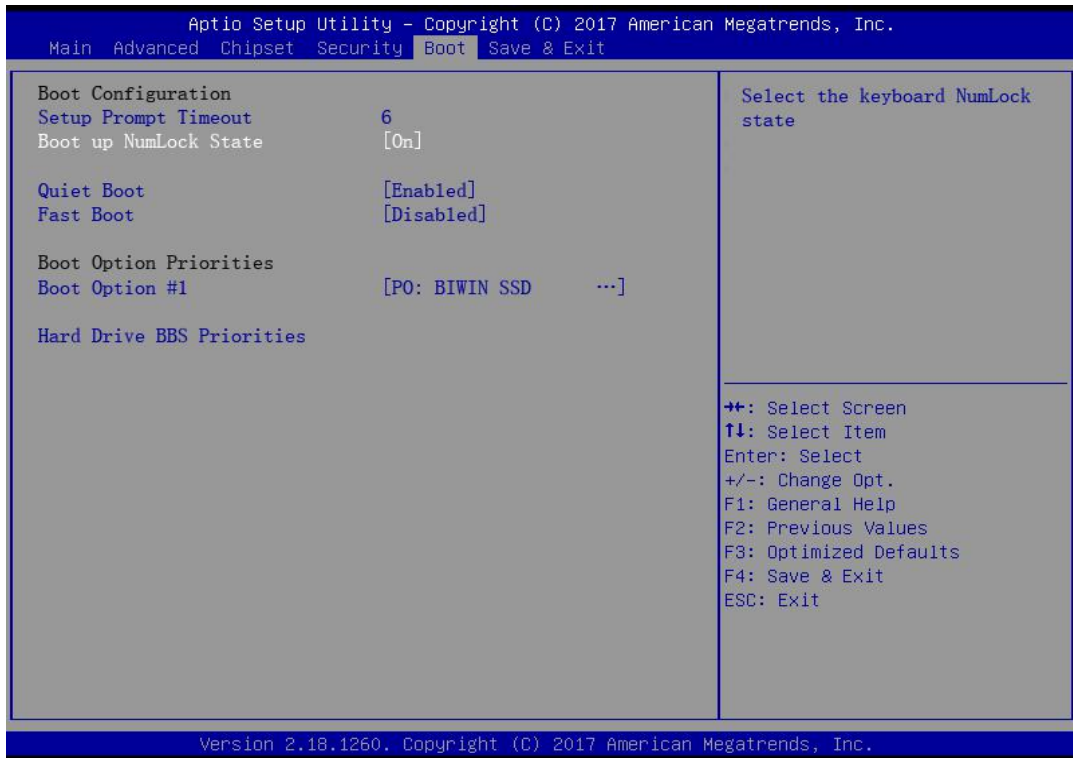 Aptio Setup Utility – Copyright (C) 2017 American Megatrends, Inc.
Main Advanced Chipset Security Boot Save & Exit
Boot Configuration
Setup Prompt Timeout 6
Boot up NumLock State [On]
Quiet Boot [Enabled]
Fast Boot [Disabled]
Boot Option Priorities
Boot Option #1 [PO: BIWIN SSD ...]
Hard Drive BBS Priorities
Select the keyboard NumLock
state
→←: Select Screen
↑↓: Select Item
Enter: Select
+/-: Change Opt.
F1: General Help
F2: Previous Values
F3: Optimized Defaults
F4: Save & Exit
ESC: Exit
Version 2.18.1260. Copyright (C) 2017 American Megatrends, Inc.